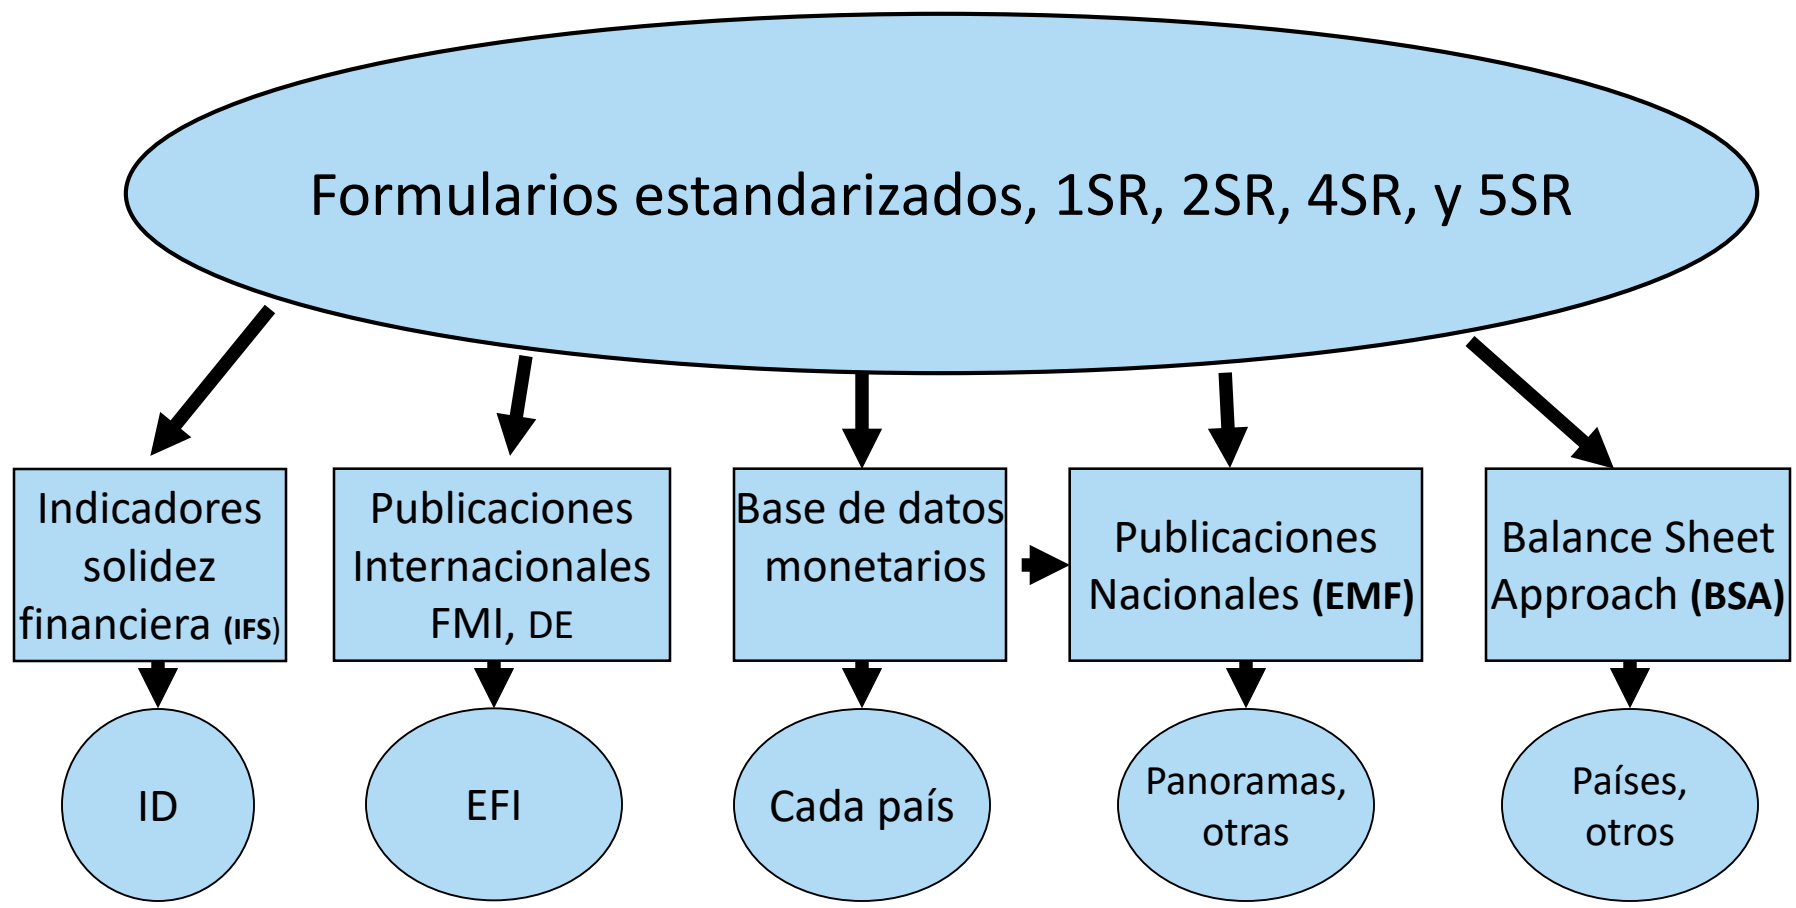 Formularios estandarizados, 1SR, 2SR, 4SR, y 5SR
Indicadores
solidez
financiera (IFS)
Publicaciones
Internacionales
FMI, DE
Base de datos
monetarios
Publicaciones
Nacionales (EMF)
Balance Sheet
Approach (BSA)
ID
EFI
Cada país
Panoramas,
otras
Países,
otros